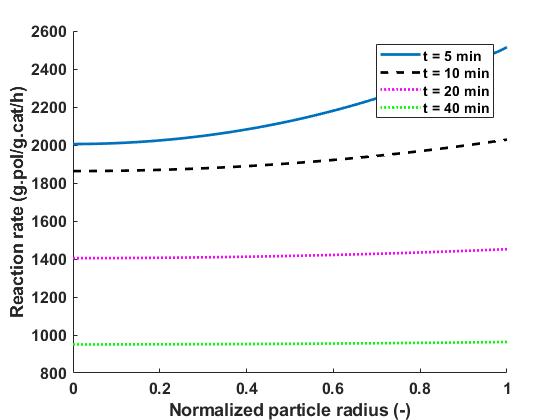 2600
2400
2200
2000
1800
1600
1400
1200
1000
800
0
0.2
0.4
0.6
0.8
1
Reaction rate (g.pol/g.cat/h)
Normalized particle radius (-)
t = 5 min
t = 10 min
t = 20 min
t = 40 min